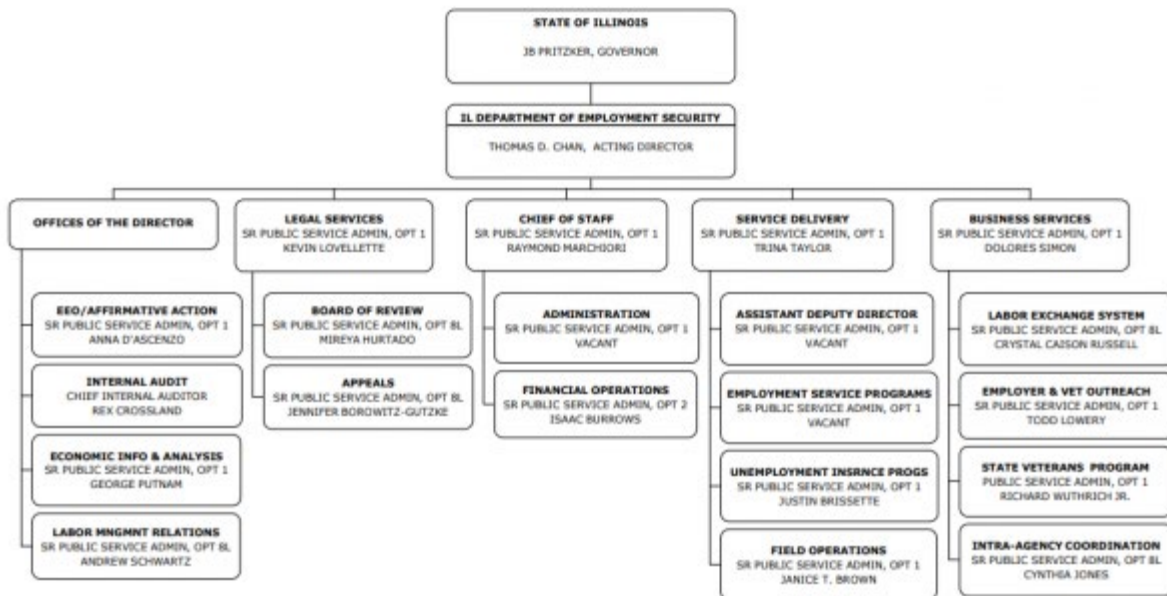 STATE OF ILLINOIS
JB PRITZKER, GOVERNOR
IL DEPARTMENT OF EMPLOYMENT SECURITY
THOMAS D. CHAN, ACTING DIRECTOR
OFFICES OF THE DIRECTOR
EEO/AFFIRMATIVE ACTION
SR PUBLIC SERVICE ADMIN, OPT 1
ANNA D'ASCENZO
INTERNAL AUDIT
CHIEF INTERNAL AUDITOR
REX CROSSLAND
ECONOMIC INFO & ANALYSIS
SR PUBLIC SERVICE ADMIN, OPT 1
GEORGE PUTNAM
LABOR MNGMNT RELATIONS
SR PUBLIC SERVICE ADMIN, OPT 8L
ANDREW SCHWARTZ
LEGAL SERVICES
SR PUBLIC SERVICE ADMIN, OPT 1
KEVIN LOVELLETTE
BOARD OF REVIEW
SR PUBLIC SERVICE ADMIN, OPT 8L
MIREYA HURTADO
APPEALS
SR PUBLIC SERVICE ADMIN, OPT 8L
JENNIFER BOROWITZ-GUTZKE
CHIEF OF STAFF
SR PUBLIC SERVICE ADMIN, OPT 1
RAYMOND MARCHIORI
ADMINISTRATION
SR PUBLIC SERVICE ADMIN, OPT 1
VACANT
FINANCIAL OPERATIONS
SR PUBLIC SERVICE ADMIN, OPT 2
ISAAC BURROWS
SERVICE DELIVERY
SR PUBLIC SERVICE ADMIN, OPT 1
TRINA TAYLOR
ASSISTANT DEPUTY DIRECTOR
SR PUBLIC SERVICE ADMIN, OPT 1
VACANT
EMPLOYMENT SERVICE PROGRAMS
SR PUBLIC SERVICE ADMIN, OPT 1
VACANT
UNEMPLOYMENT INSRNCE PROGS
SR PUBLIC SERVICE ADMIN, OPT 1
JUSTIN BRISSETTE
FIELD OPERATIONS
SR PUBLIC SERVICE ADMIN, OPT 1
JANICE T. BROWN
BUSINESS SERVICES
SR PUBLIC SERVICE ADMIN, OPT 1
DOLORES SIMON
LABOR EXCHANGE SYSTEM
SR PUBLIC SERVICE ADMIN, OPT 8L
CRYSTAL CAISON RUSSELL
EMPLOYER & VET OUTREACH
SR PUBLIC SERVICE ADMIN, OPT 1
TODD LOWERY
STATE VETERANS PROGRAM
PUBLIC SERVICE ADMIN, OPT 1
RICHARD WUTHRICH JR.
INTRA-AGENCY COORDINATION
SR PUBLIC SERVICE ADMIN, OPT 8L
CYNTHIA JONES